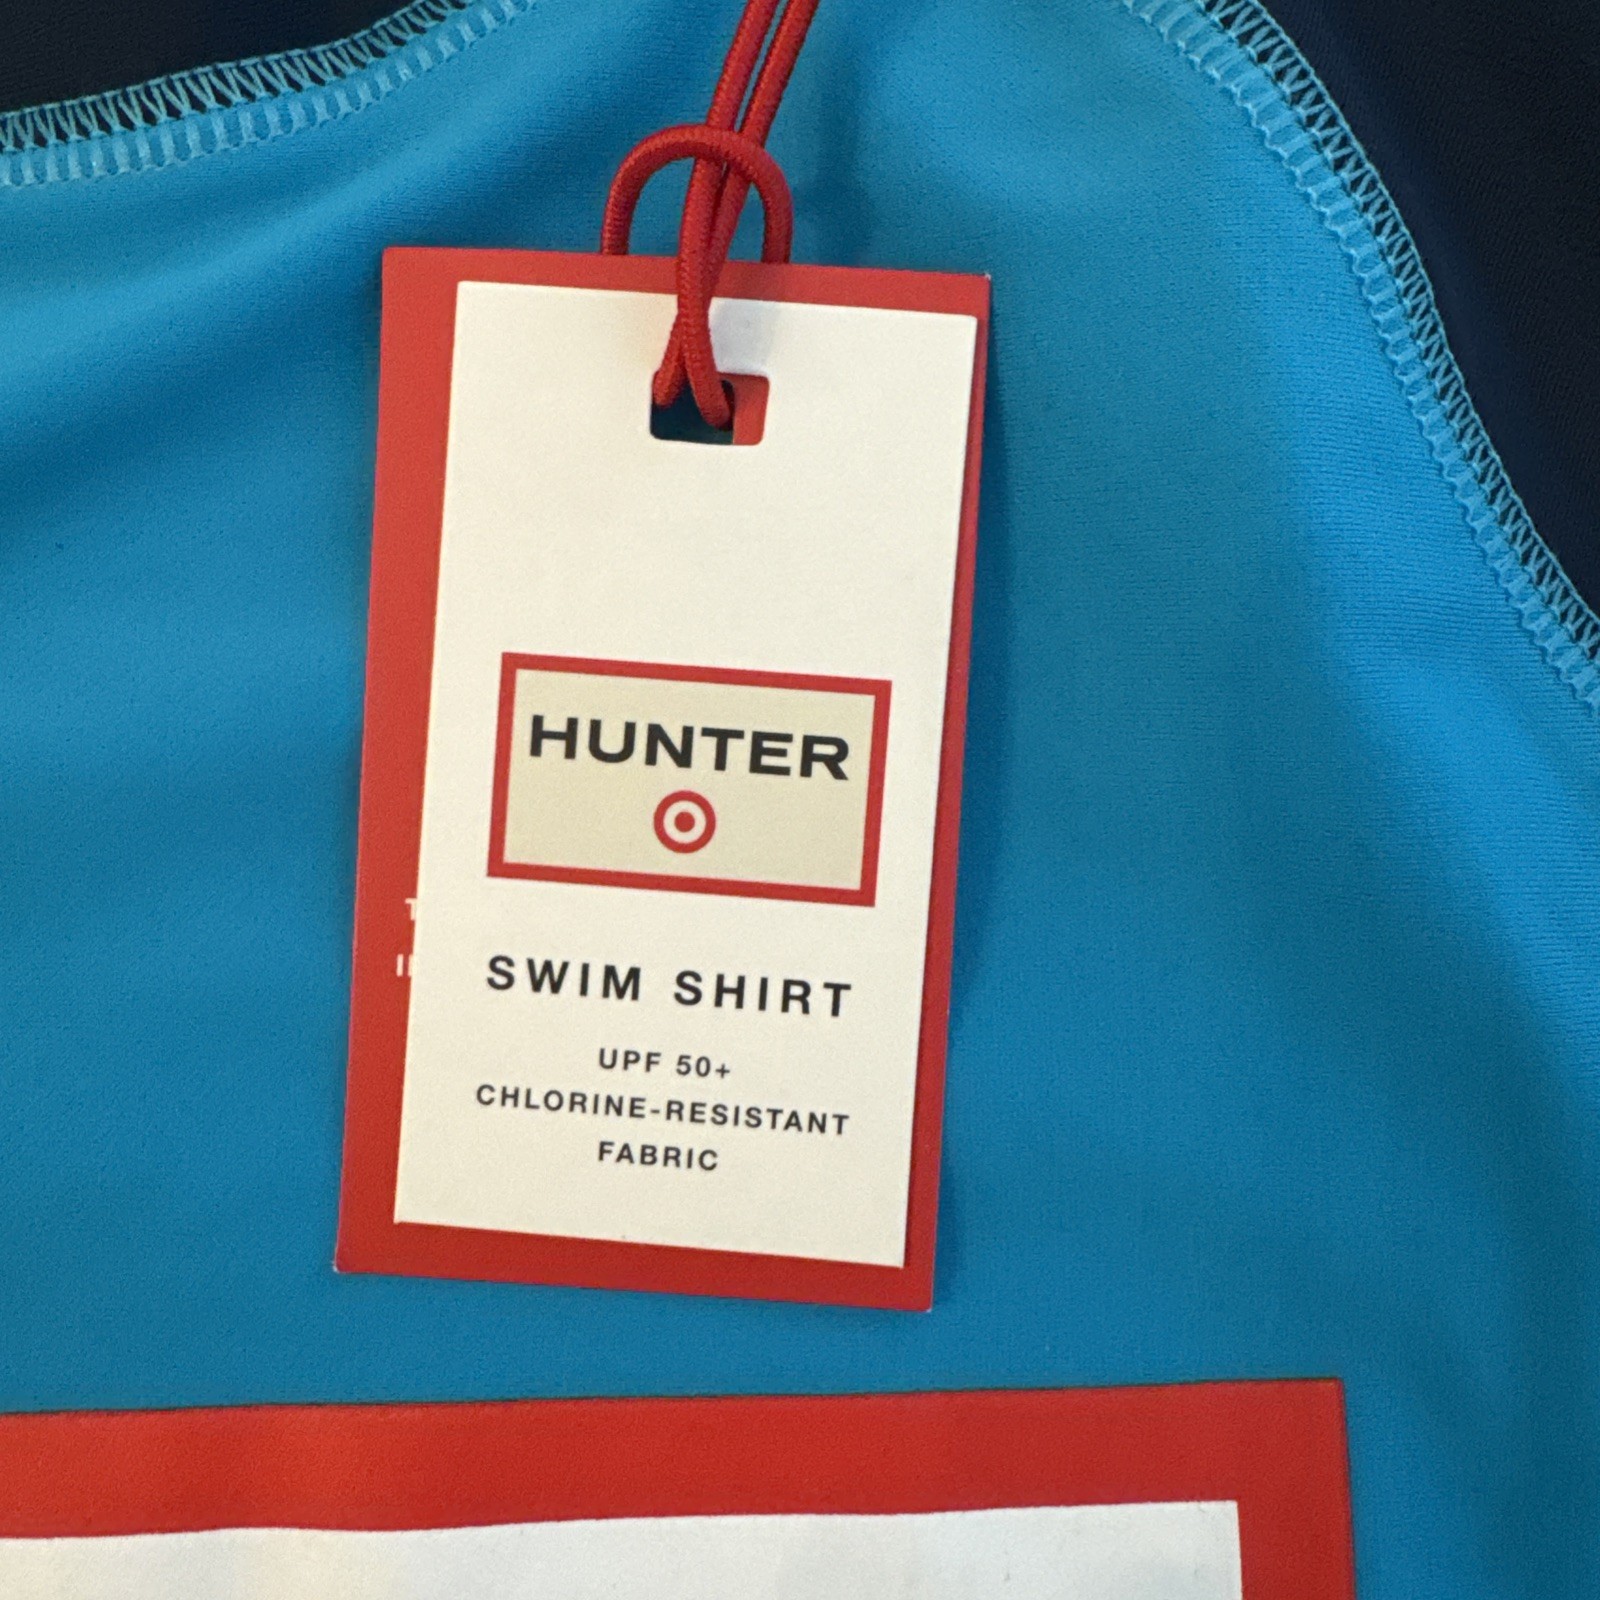 HUNTER
SWIM SHIRT
UPF 50+
CHLORINE-RESISTANT
FABRIC